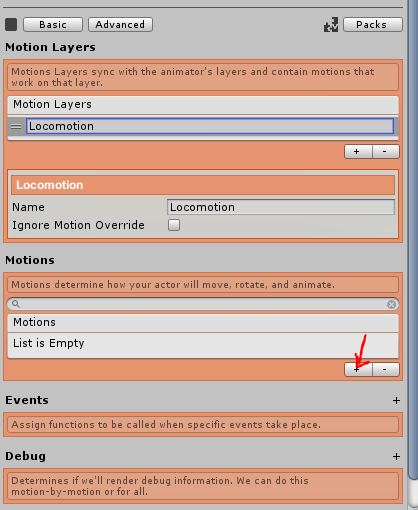 Basic Advanced Packs
Motion Layers
Motions Layers sync with the animator's layers and contain motions that
work on that layer.
Motion Layers
Locomotion
+ -
Locomotion
Name Locomotion
Ignore Motion Override
Motions
Motions determine how your actor will move, rotate, and animate.
Motions
List is Empty
+ -
Events +
Assign functions to be called when specific events take place.
Debug +
Determines if we'll render debug information. We can do this
motion-by-motion or for all.